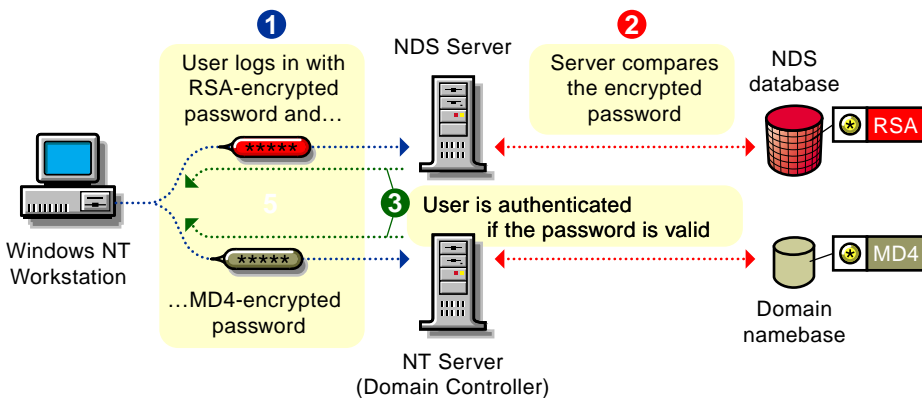 1
User logs in with
RSA-encrypted
password and…
*****
5
*****
…MD4-encrypted
password
Windows NT
Workstation
NDS Server
2
Server compares
the encrypted
password
NDS
database
* RSA
3
User is authenticated
if the password is valid
NT Server
(Domain Controller)
* MD4
Domain
namebase